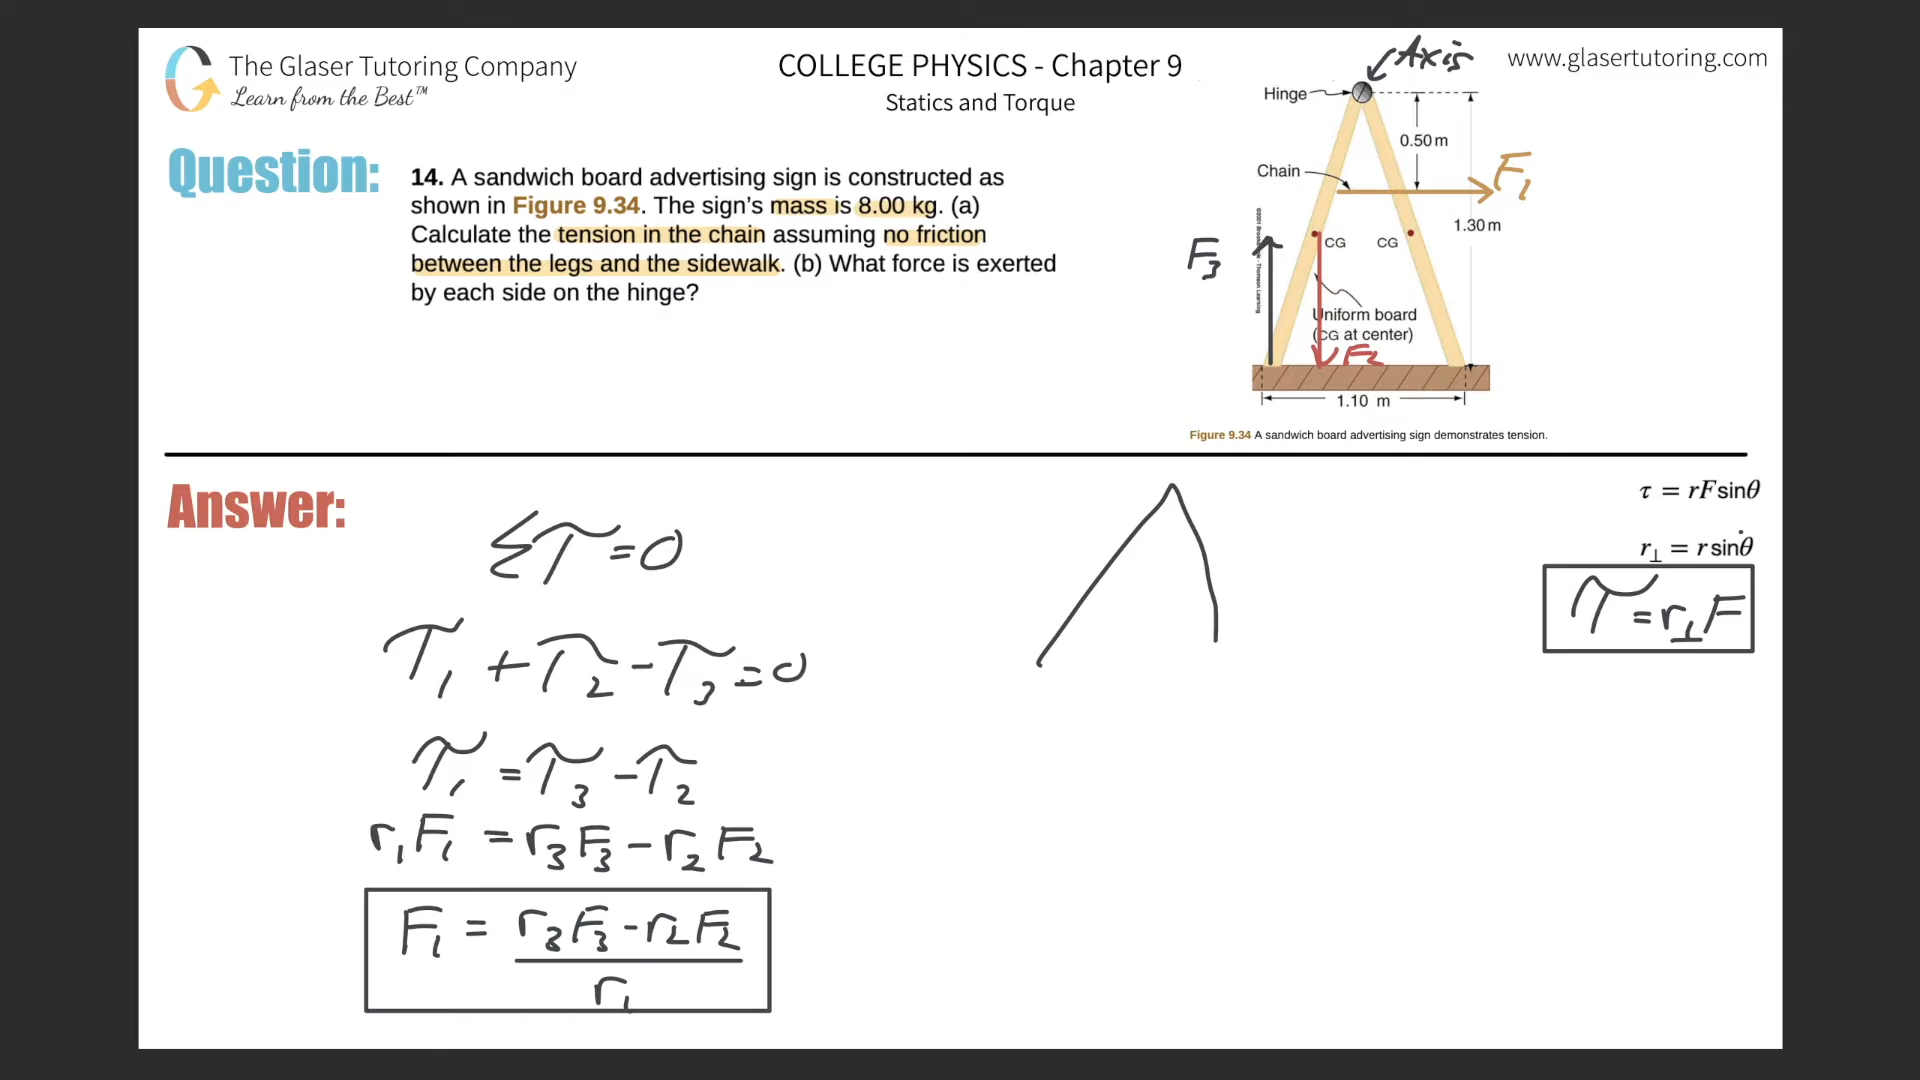 The Glaser Tutoring Company
Learn from the Best™
COLLEGE PHYSICS - Chapter 9
Statics and Torque
www.glasertutoring.com
Question:
14. A sandwich board advertising sign is constructed as
shown in Figure 9.34. The sign's mass is 8.00 kg. (a)
Calculate the tension in the chain assuming no friction
between the legs and the sidewalk. (b) What force is exerted
by each side on the hinge?
Axis
Hinge
0.50 m
Chain
F₁
1.30 m
F₃
CG CG
Uniform board
(CG at center)
F₂
1.10 m
Figure 9.34 A sandwich board advertising sign demonstrates tension.
Answer:
Στ=0
τ₁+τ₂-τ₃=0
τ₁=τ₃-τ₂
r₁F₁=r₃F₃-r₂F₂
F₁ = r₃F₃-r₂F₂
r₁
τ = rF sinθ
r⊥ = r sinθ
τ=r⊥F